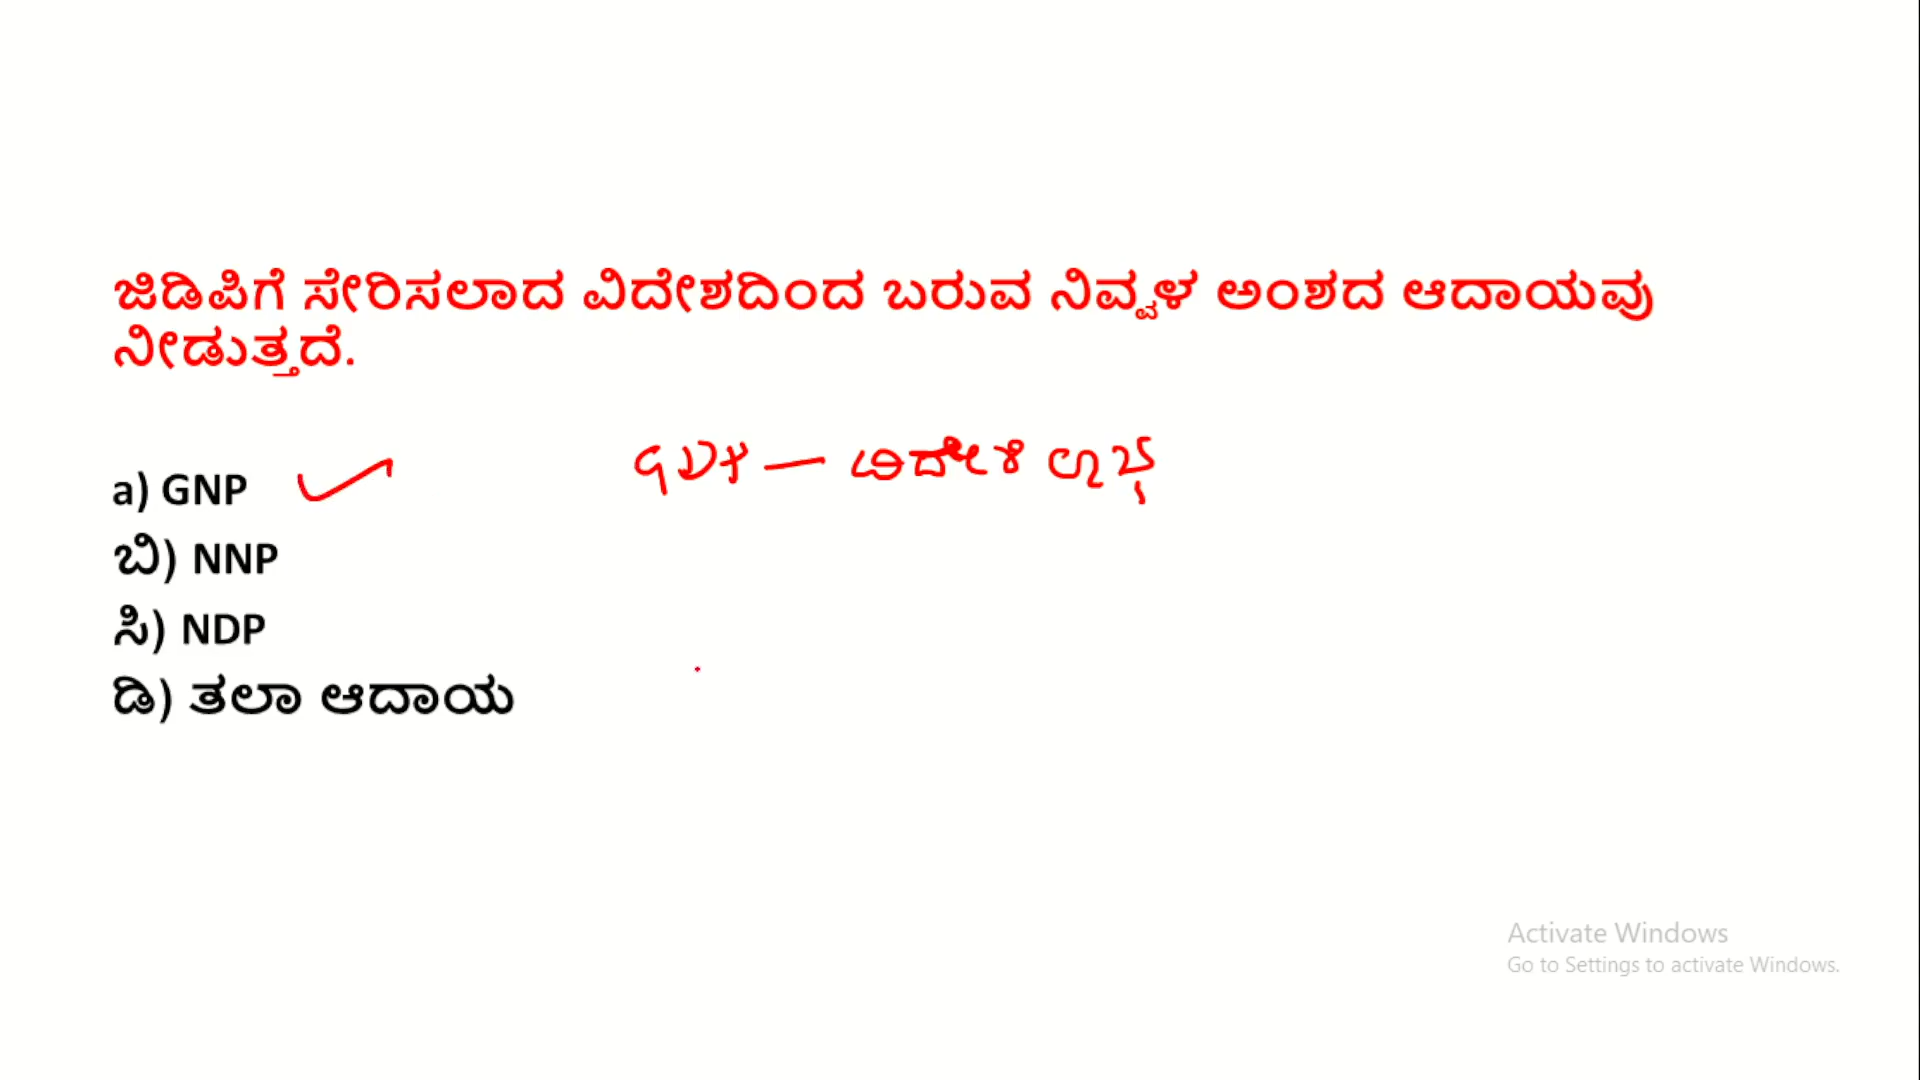 ಜಿಡಿಪಿಗೆ ಸೇರಿಸಲಾದ ವಿದೇಶದಿಂದ ಬರುವ ನಿವ್ವಳ ಅಂಶದ ಆದಾಯವು
ನೀಡುತ್ತದೆ.
a) GNP
GDP –
ಬಿ) NNP
ಸಿ) NDP
ಡಿ) ತಲಾ ಆದಾಯ
Activate Windows
Go to Settings to activate Windows.